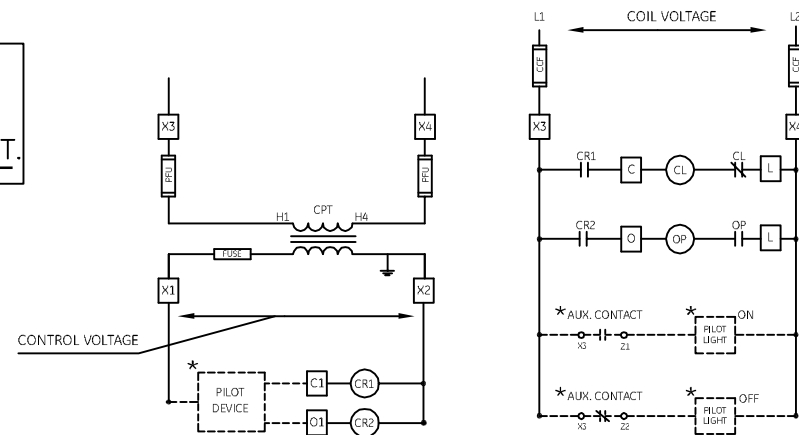 T.
X3
X4
PFU
PFU
H1
CPT
H4
FUSE
X1
X2
CONTROL VOLTAGE
*
PILOT
DEVICE
C1
CR1
O1
CR2
L1
COIL VOLTAGE
L2
CCF
CCF
X3
X4
CR1
C
CL
CL
L
CR2
O
OP
OP
L
*AUX. CONTACT
*
ON
X3
Z1
PILOT
LIGHT
*AUX. CONTACT
*
OFF
X3
Z2
PILOT
LIGHT